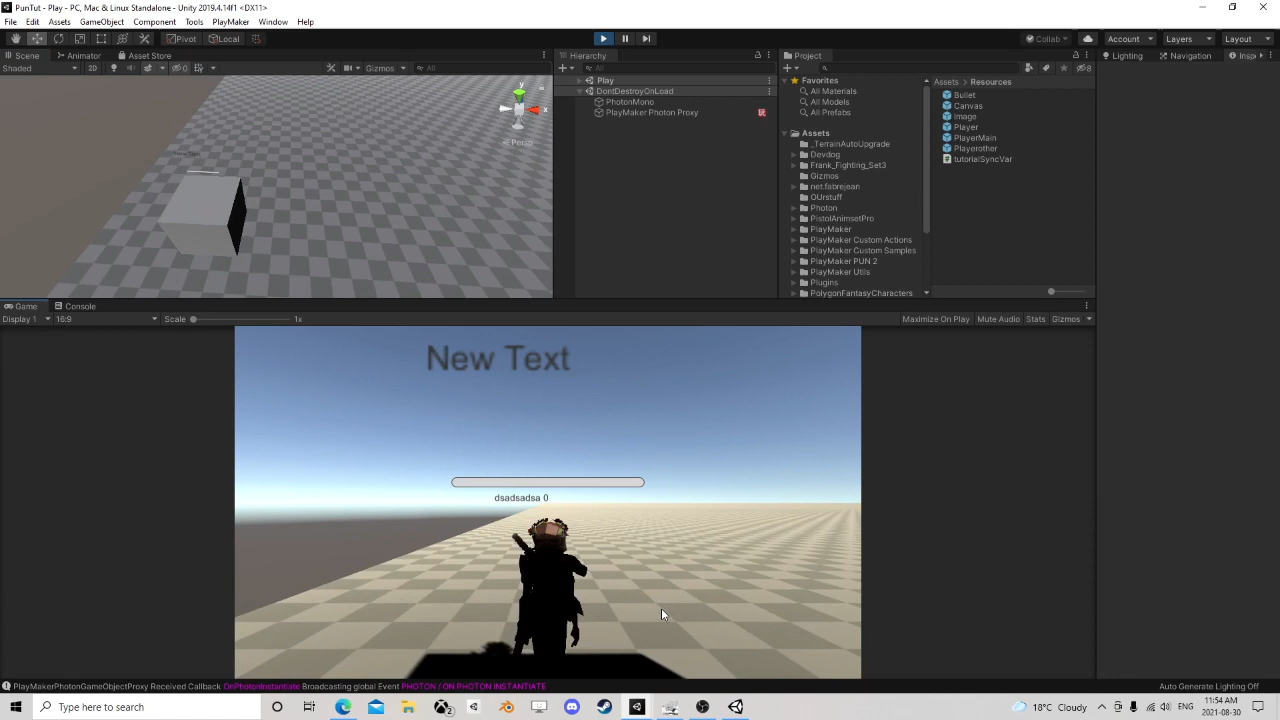 PunTut - Play - PC, Mac & Linux Standalone - Unity 2019.4.14f1 <DX11>
File Edit Assets GameObject Component Tools PlayMaker Window Help
Pivot Local Collab Account Layers Layout
Scene Animator Asset Store
Shaded 2D 0 Gizmos All
y
x
< Persp
Hierarchy
All
Play
DontDestroyOnLoad
PhotonMono
PlayMaker Photon Proxy
Project
8
Favorites
All Materials
All Models
All Prefabs
Assets
_TerrainAutoUpgrade
Devdog
Frank_Fighting_Set3
Gizmos
net.fabrejean
OUrstuff
Photon
PistolAnimsetPro
PlayMaker
PlayMaker Custom Actions
PlayMaker Custom Samples
PlayMaker PUN 2
PlayMaker Utils
Plugins
PolygonFantasyCharacters
Assets Resources
Bullet
Canvas
Image
Player
PlayerMain
Playerother
tutorialSyncVar
Lighting Navigation Insp
Game Console
Display 1 16:9 Scale 1x Maximize On Play Mute Audio Stats Gizmos
New Text
dsadsadsa 0
PlayMakerPhotonGameObjectProxy Received Callback OnPhotonInstantiate Broadcasting global Event PHOTON / ON PHOTON INSTANTIATE
Auto Generate Lighting Off
Type here to search
2
18°C Cloudy
ENG
11:54 AM
2021-08-30